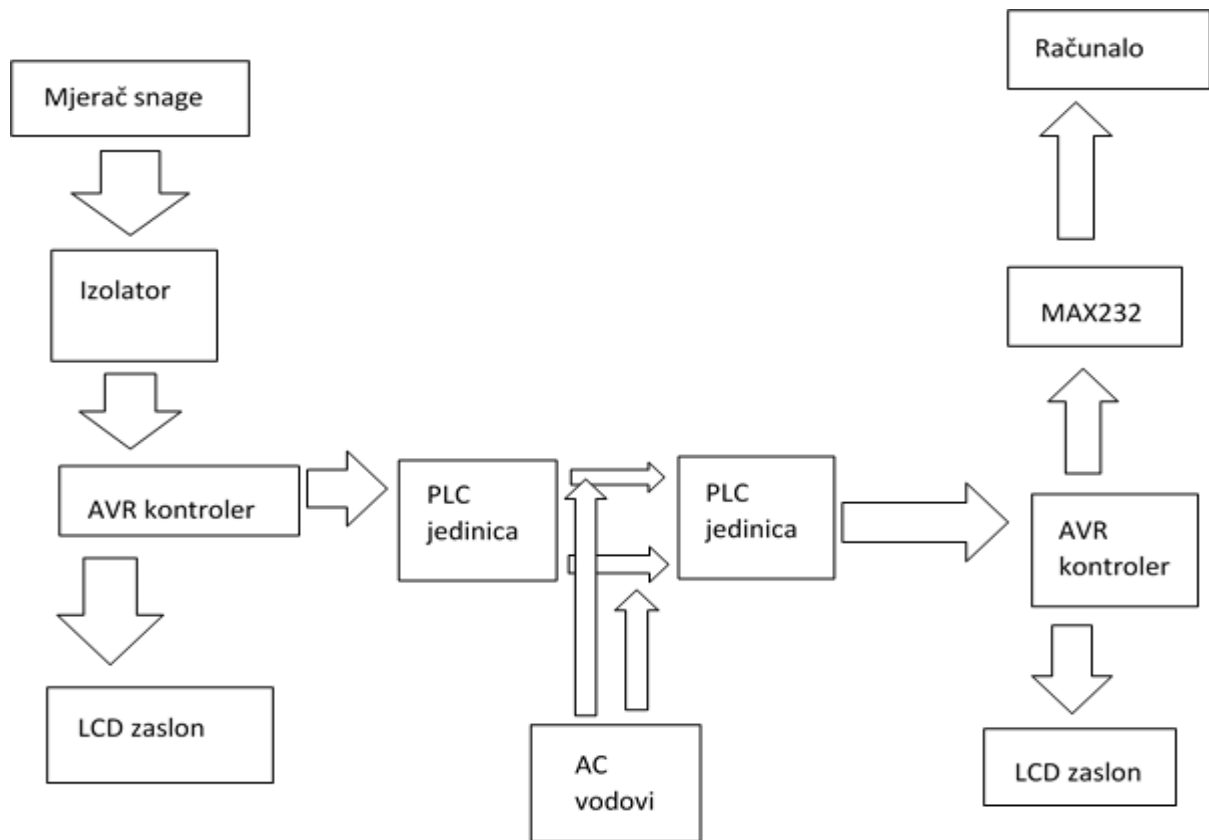 Računalo
Mjerač snage
Izolator
MAX232
AVR kontroler
PLC
jedinica
PLC
jedinica
AVR
kontroler
LCD zaslon
AC
vodovi
LCD zaslon